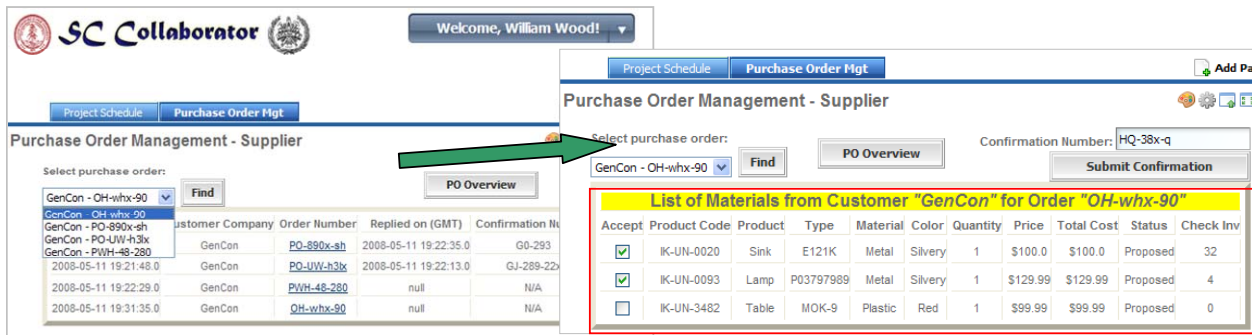 SC Collaborator
Welcome, William Wood!
Project Schedule Purchase Order Mgt
Purchase Order Management - Supplier
Select purchase order:
GenCon - OH-whx-90 Find PO Overview
GenCon - OH-whx-90
GenCon - PO-890x-sh
GenCon - PO-UW-h3lx
GenCon - PWH-48-280
Customer Company Order Number Replied on (GMT) Confirmation Nu
GenCon PO-890x-sh 2008-05-11 19:22:35.0 G0-293
2008-05-11 19:21:48.0 GenCon PO-UW-h3lx 2008-05-11 19:22:13.0 GJ-289-22x
2008-05-11 19:22:29.0 GenCon PWH-48-280 null N/A
2008-05-11 19:31:35.0 GenCon OH-whx-90 null N/A
Project Schedule Purchase Order Mgt Add Pa
Purchase Order Management - Supplier
Select purchase order: Confirmation Number: HQ-38x-q
GenCon - OH-whx-90 Find PO Overview Submit Confirmation
List of Materials from Customer "GenCon" for Order "OH-whx-90"
Accept Product Code Product Type Material Color Quantity Price Total Cost Status Check Inv
IK-UN-0020 Sink E121K Metal Silvery 1 $100.0 $100.0 Proposed 32
IK-UN-0093 Lamp P03797989 Metal Silvery 1 $129.99 $129.99 Proposed 4
IK-UN-3482 Table MOK-9 Plastic Red 1 $99.99 $99.99 Proposed 0